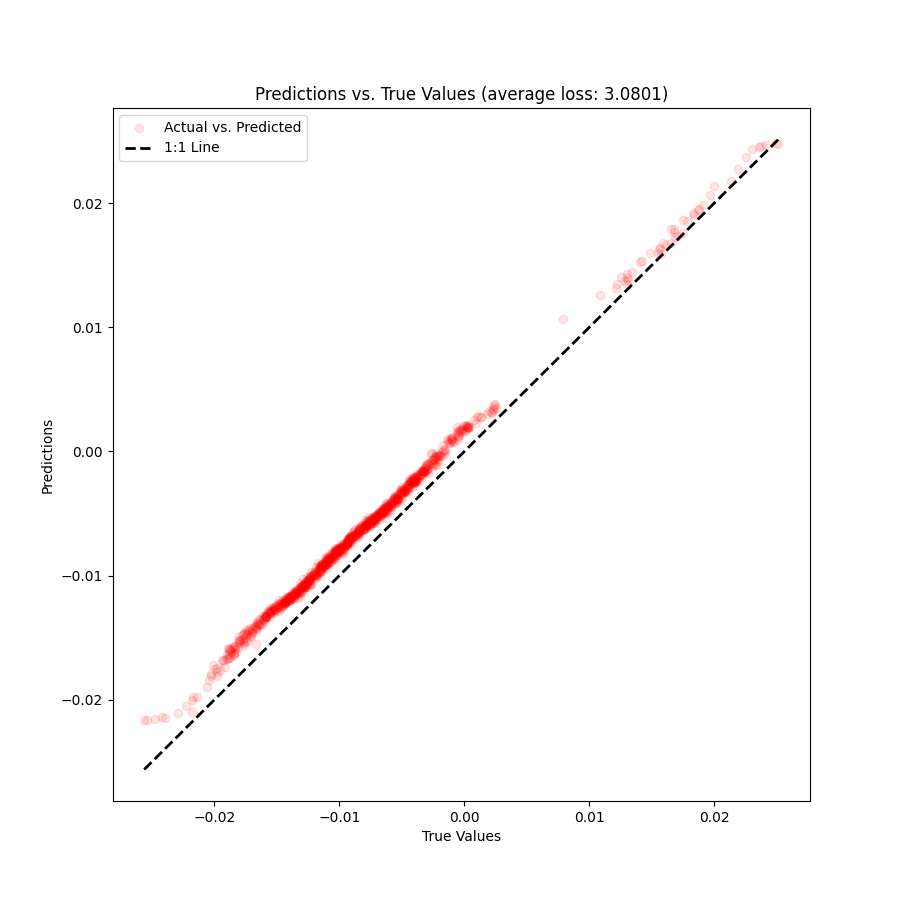 Predictions vs. True Values (average loss: 3.0801)
Actual vs. Predicted
1:1 Line
0.02
0.01
0.00
−0.01
−0.02
Predictions
−0.02 −0.01 0.00 0.01 0.02
True Values